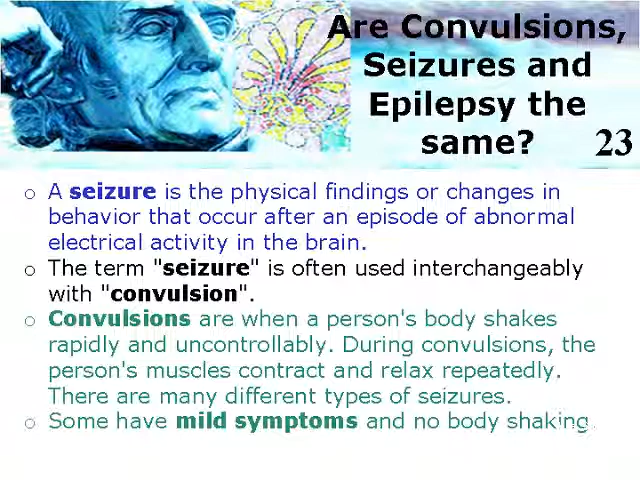 Are Convulsions,
Seizures and
Epilepsy the
same? 23
o A seizure is the physical findings or changes in
behavior that occur after an episode of abnormal
electrical activity in the brain.
o The term "seizure" is often used interchangeably
with "convulsion".
o Convulsions are when a person's body shakes
rapidly and uncontrollably. During convulsions, the
person's muscles contract and relax repeatedly.
There are many different types of seizures.
o Some have mild symptoms and no body shaking.